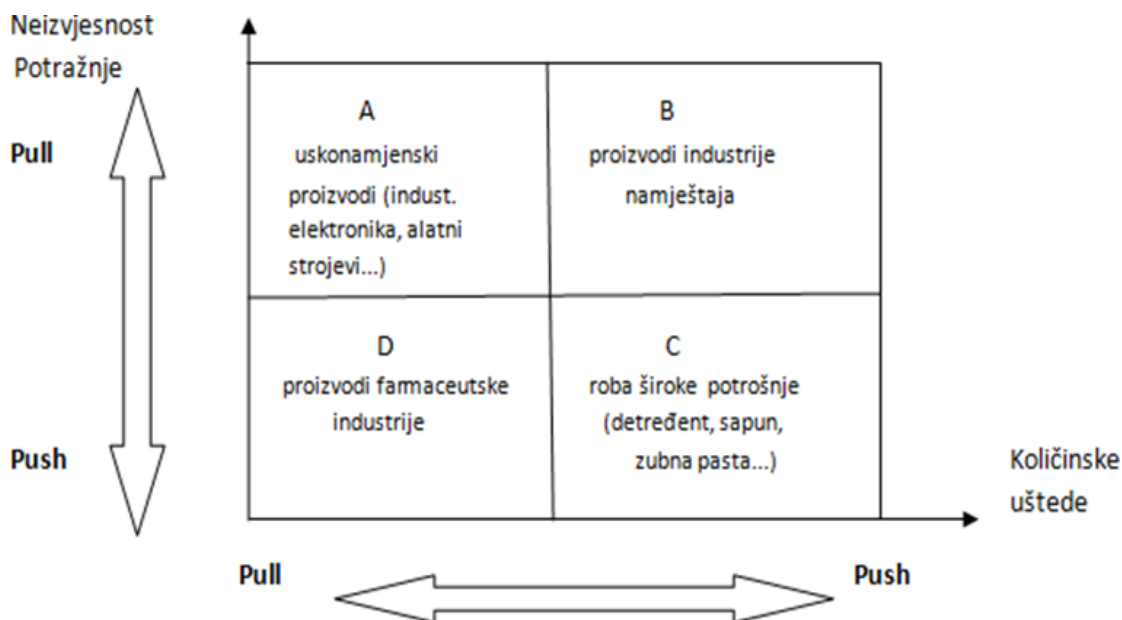 Neizvjesnost
Potražnje
Pull
Push
A
uskonamjenski
proizvodi (indust.
elektronika, alatni
strojevi...)
B
proizvodi industrije
namještaja
D
proizvodi farmaceutske
industrije
C
roba široke potrošnje
(detređent, sapun,
zubna pasta...)
Količinske
uštede
Pull
Push